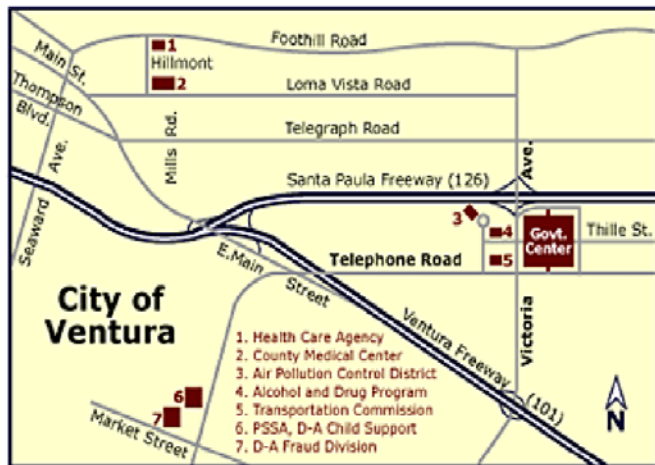 Foothill Road
Main St.
1
Hillmont
2
Loma Vista Road
Thompson
Blvd.
Telegraph Road
Mills Rd.
Seaward Ave.
Victoria Ave.
Santa Paula Freeway (126)
3
4
Govt.
Center
Thille St.
5
Telephone Road
E.Main Street
City of
Ventura
Ventura Freeway (101)
1. Health Care Agency
2. County Medical Center
3. Air Pollution Control District
4. Alcohol and Drug Program
5. Transportation Commission
6. PSSA, D-A Child Support
7. D-A Fraud Division
6
7
Market Street
N